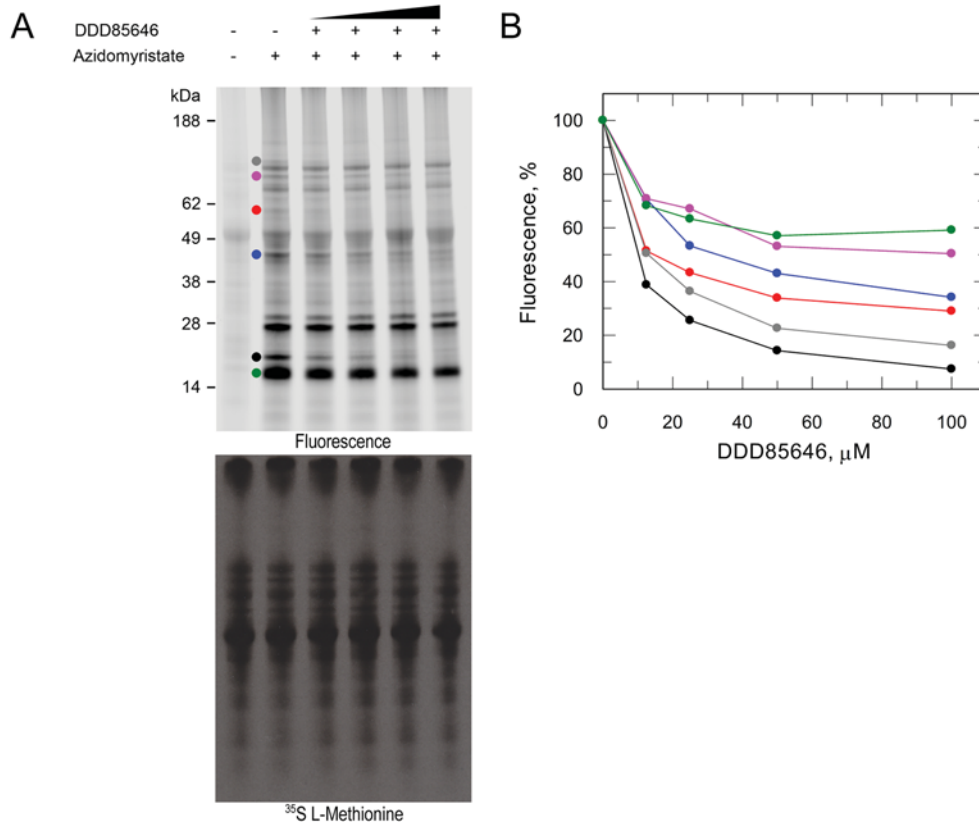 A
B
DDD85646 - - + + + +
Azidomyristate - + + + + +
kDa
188
62
49
38
28
14
Fluorescence
³⁵S L-Methionine
Fluorescence, %
100
80
60
40
20
0
0 20 40 60 80 100
DDD85646, μM